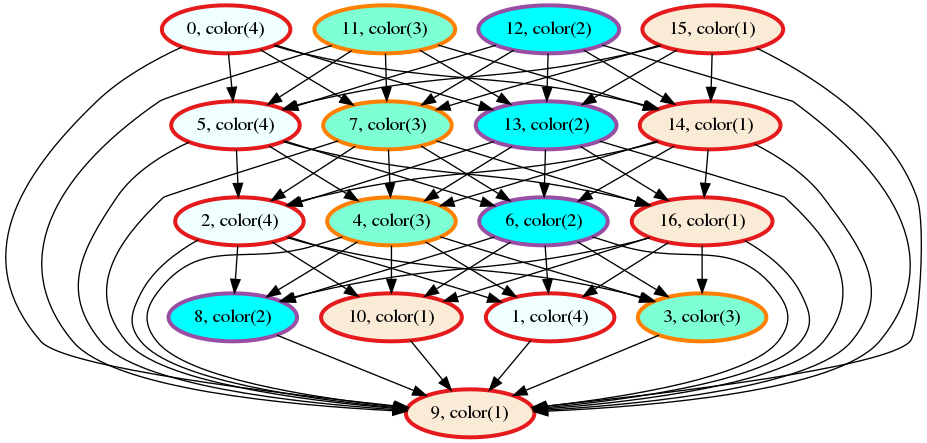 0, color(4)
11, color(3)
12, color(2)
15, color(1)
5, color(4)
7, color(3)
13, color(2)
14, color(1)
2, color(4)
4, color(3)
6, color(2)
16, color(1)
8, color(2)
10, color(1)
1, color(4)
3, color(3)
9, color(1)